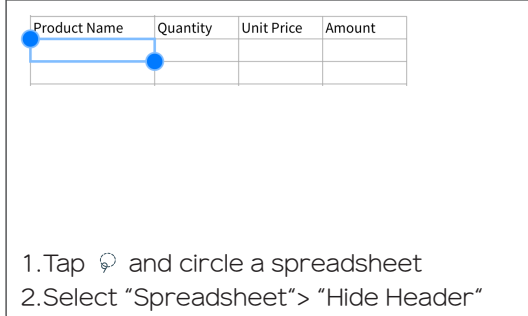 Product Name Quantity Unit Price Amount
1.Tap and circle a spreadsheet
2.Select “Spreadsheet“> “Hide Header“